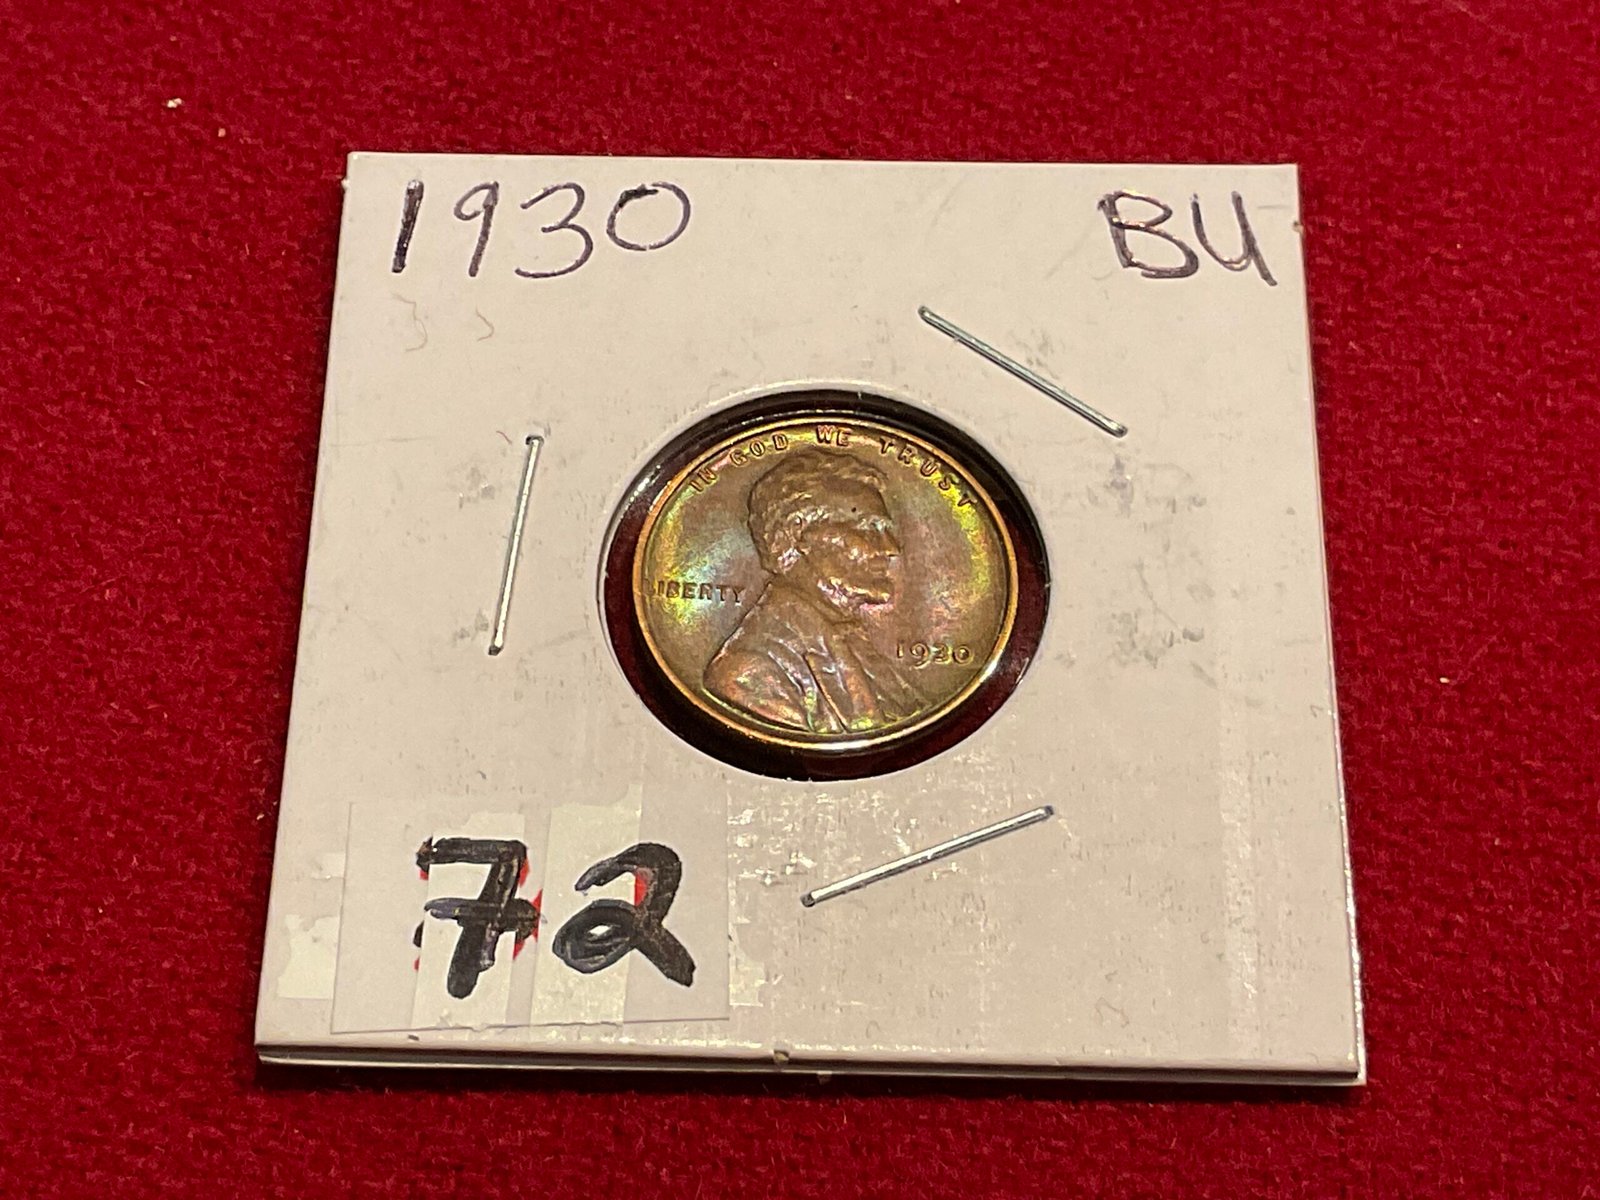 1930 BU
IN GOD WE TRUST
LIBERTY
1930
72